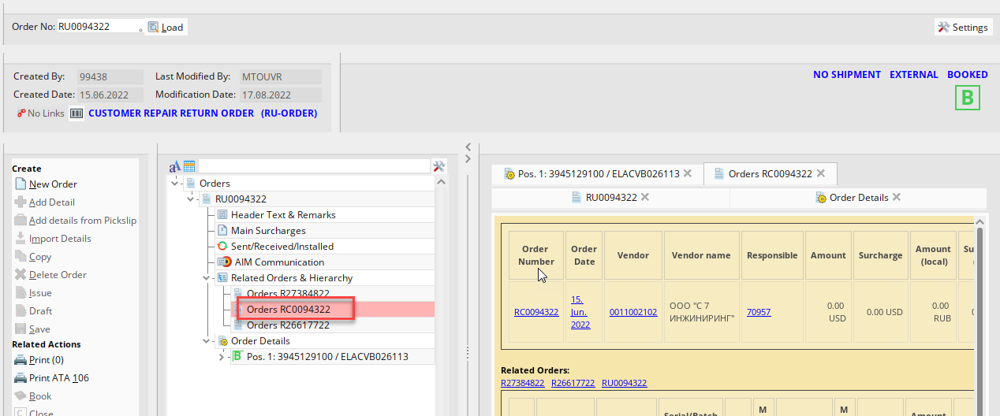 Order No: RU0094322 Load Settings
Created By: 99438 Last Modified By: MTOUVR
NO SHIPMENT EXTERNAL BOOKED
Created Date: 15.06.2022 Modification Date: 17.08.2022
B
No Links CUSTOMER REPAIR RETURN ORDER (RU-ORDER)
Create
New Order
Add Detail
Add details from Pickslip
Import Details
Copy
Delete Order
Issue
Draft
Save
Related Actions
Print (0)
Print ATA 106
Book
Close
Orders
RU0094322
Header Text & Remarks
Main Surcharges
Sent/Received/Installed
AIM Communication
Related Orders & Hierarchy
Orders R27384822
Orders RC0094322
Orders R26617722
Order Details
B Pos. 1: 3945129100 / ELACVB026113
Pos. 1: 3945129100 / ELACVB026113 Orders RC0094322
RU0094322 Order Details
Order Number Order Date Vendor Vendor name Responsible Amount Surcharge Amount (local)
RC0094322 15. Jun. 2022 0011002102 ООО "С 7 ИНЖИНИРИНГ" 70957 0.00 USD 0.00 USD 0.00 RUB
Related Orders:
R27384822 R26617722 RU0094322
Serial/Batch M M Amount